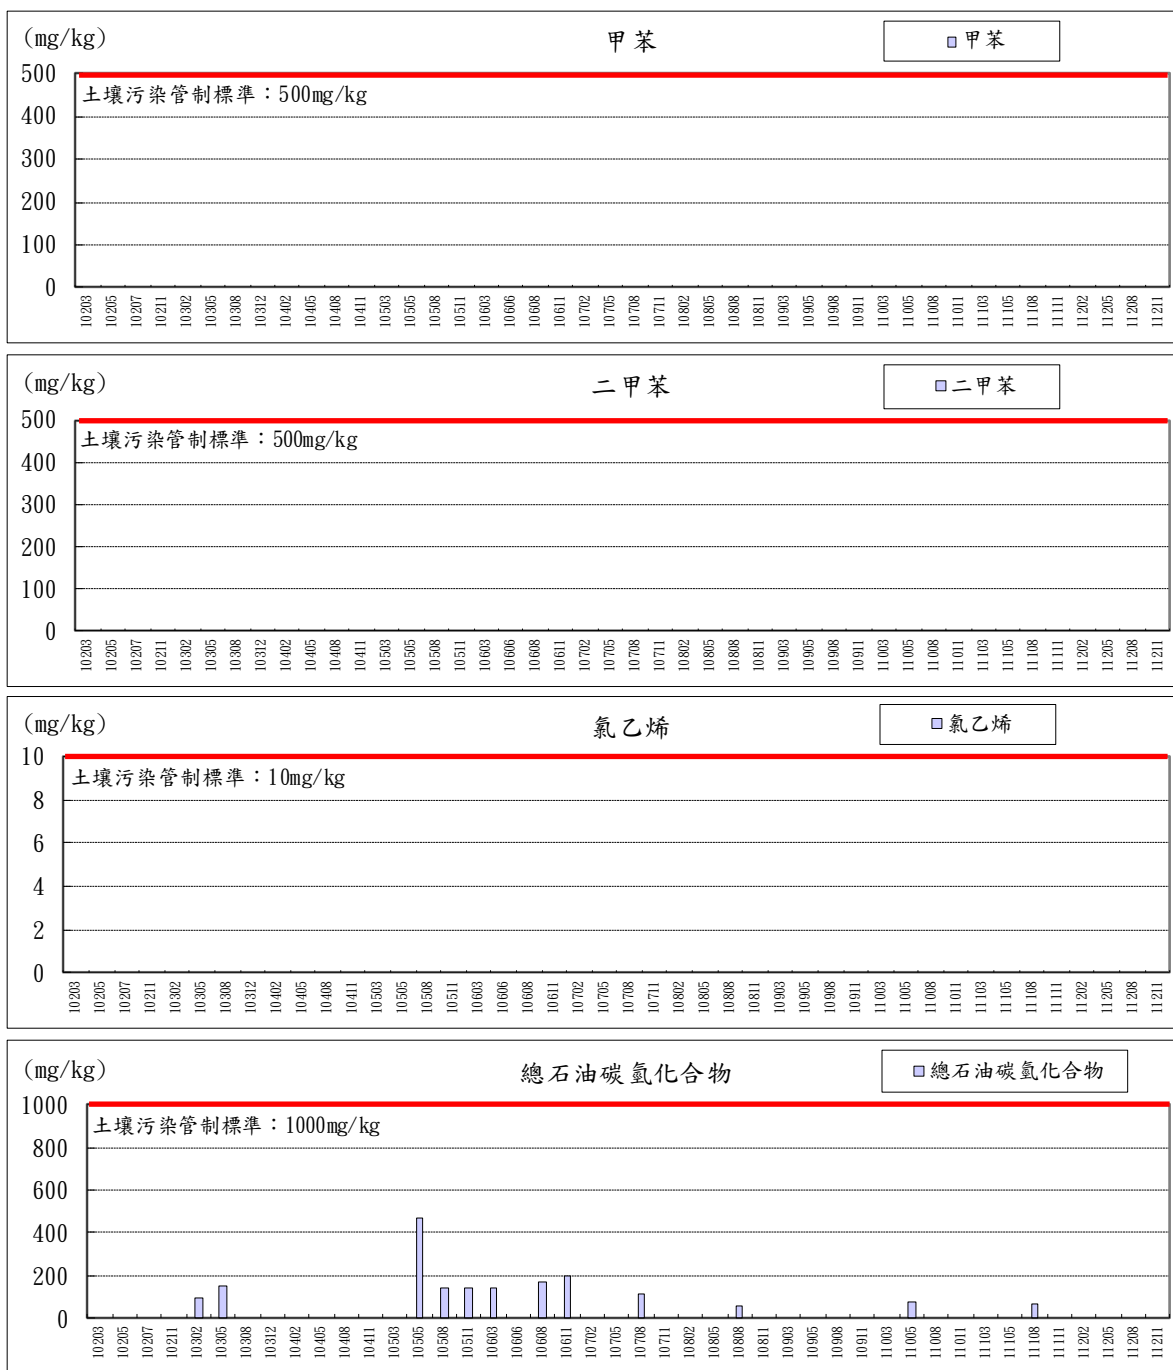 (mg/kg)
甲苯
甲苯
500
土壤污染管制標準：500mg/kg
400
300
200
100
0
10203 10205 10207 10211 10302 10305 10308 10312 10402 10405 10408 10411 10503 10505 10508 10511 10603 10606 10608 10611 10702 10705 10708 10711 10802 10805 10808 10811 10903 10905 10908 10911 11003 11005 11008 11011 11103 11105 11108 11111 11202 11205 11208 11211
(mg/kg)
二甲苯
二甲苯
500
土壤污染管制標準：500mg/kg
400
300
200
100
0
10203 10205 10207 10211 10302 10305 10308 10312 10402 10405 10408 10411 10503 10505 10508 10511 10603 10606 10608 10611 10702 10705 10708 10711 10802 10805 10808 10811 10903 10905 10908 10911 11003 11005 11008 11011 11103 11105 11108 11111 11202 11205 11208 11211
(mg/kg)
氯乙烯
氯乙烯
10
土壤污染管制標準：10mg/kg
8
6
4
2
0
10203 10205 10207 10211 10302 10305 10308 10312 10402 10405 10408 10411 10503 10505 10508 10511 10603 10606 10608 10611 10702 10705 10708 10711 10802 10805 10808 10811 10903 10905 10908 10911 11003 11005 11008 11011 11103 11105 11108 11111 11202 11205 11208 11211
(mg/kg)
總石油碳氫化合物
總石油碳氫化合物
1000
土壤污染管制標準：1000mg/kg
800
600
400
200
0
10203 10205 10207 10211 10302 10305 10308 10312 10402 10405 10408 10411 10503 10505 10508 10511 10603 10606 10608 10611 10702 10705 10708 10711 10802 10805 10808 10811 10903 10905 10908 10911 11003 11005 11008 11011 11103 11105 11108 11111 11202 11205 11208 11211